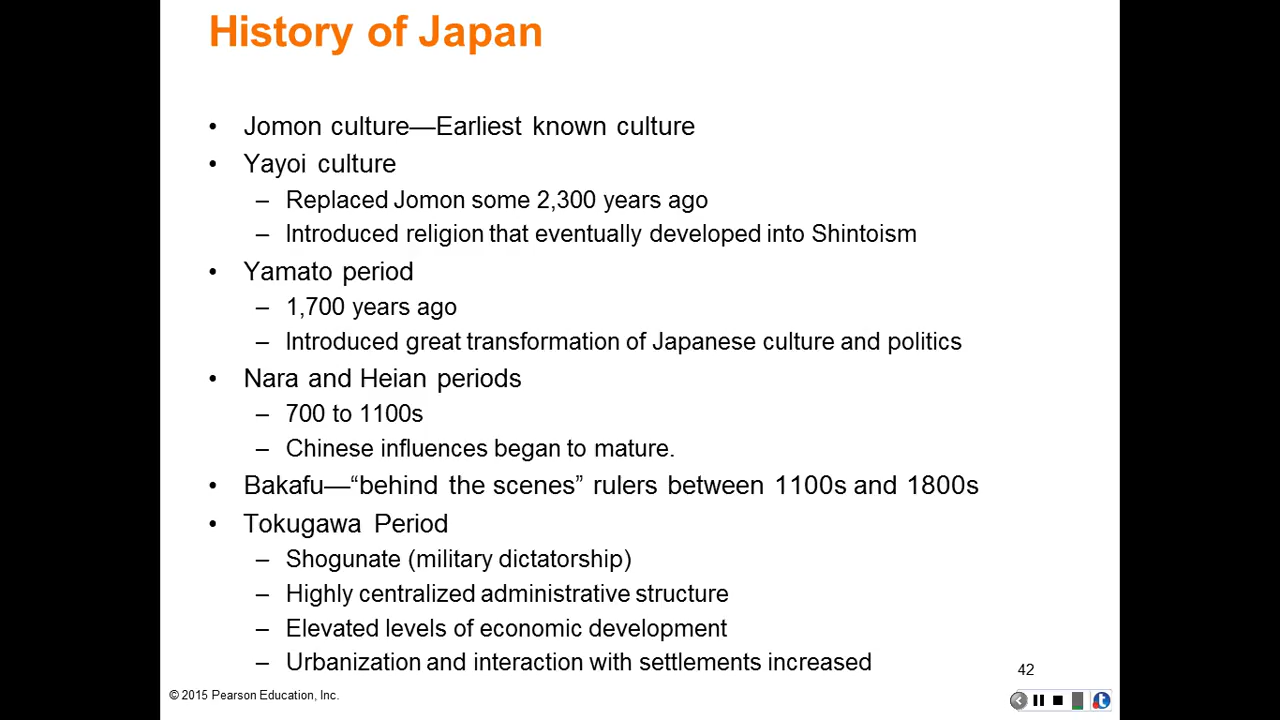 History of Japan
• Jomon culture—Earliest known culture
• Yayoi culture
– Replaced Jomon some 2,300 years ago
– Introduced religion that eventually developed into Shintoism
• Yamato period
– 1,700 years ago
– Introduced great transformation of Japanese culture and politics
• Nara and Heian periods
– 700 to 1100s
– Chinese influences began to mature.
• Bakafu—“behind the scenes” rulers between 1100s and 1800s
• Tokugawa Period
– Shogunate (military dictatorship)
– Highly centralized administrative structure
– Elevated levels of economic development
– Urbanization and interaction with settlements increased
42
© 2015 Pearson Education, Inc.
t